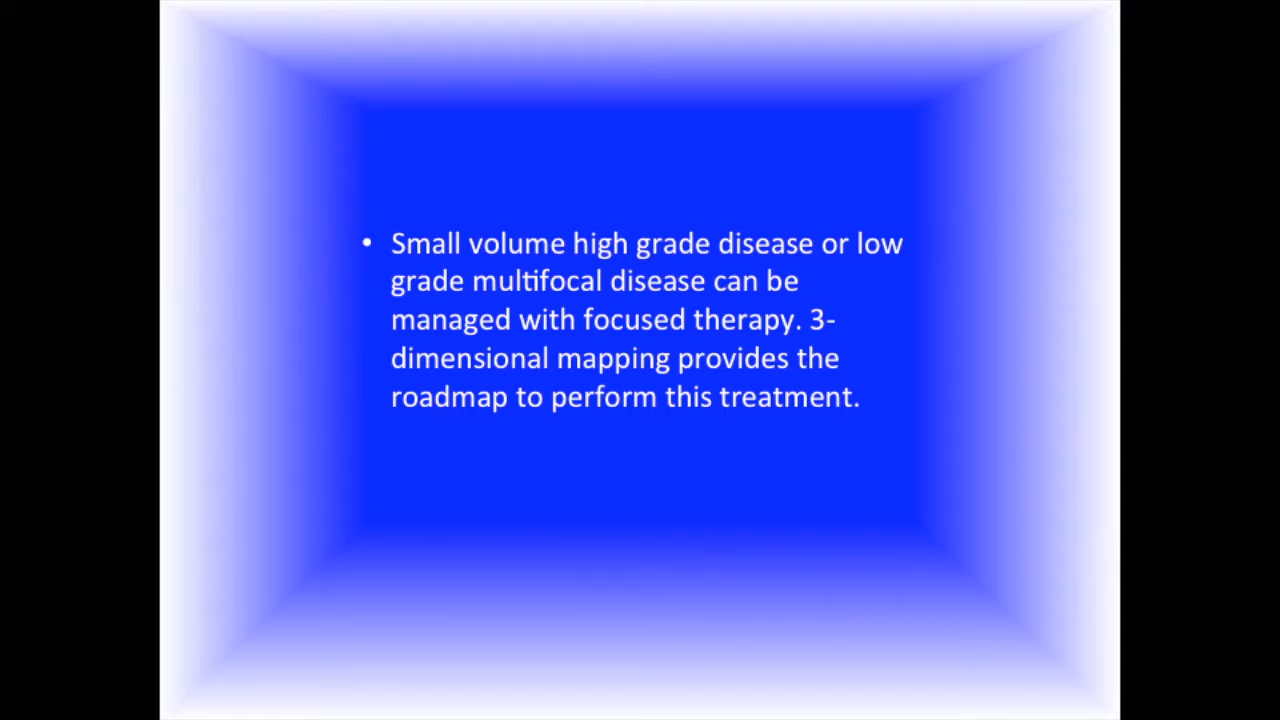 • Small volume high grade disease or low
grade multifocal disease can be
managed with focused therapy. 3-
dimensional mapping provides the
roadmap to perform this treatment.